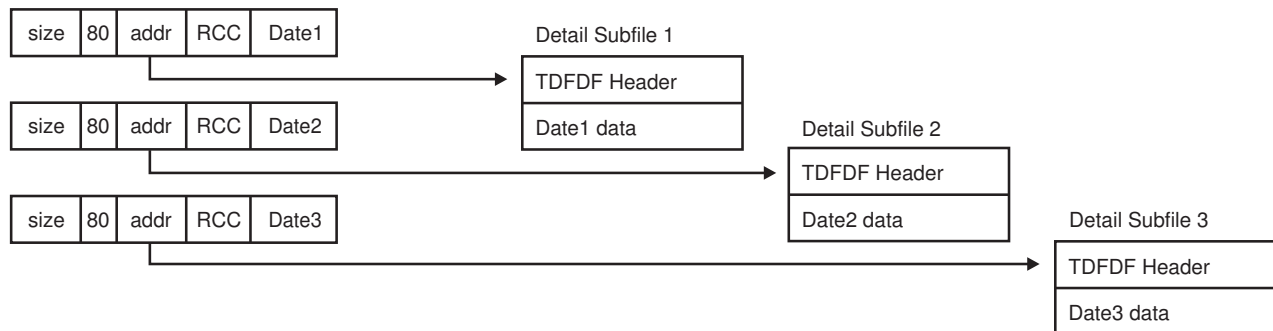 size 80 addr RCC Date1
Detail Subfile 1
TDFDF Header
size 80 addr RCC Date2
Date1 data
Detail Subfile 2
TDFDF Header
size 80 addr RCC Date3
Date2 data
Detail Subfile 3
TDFDF Header
Date3 data